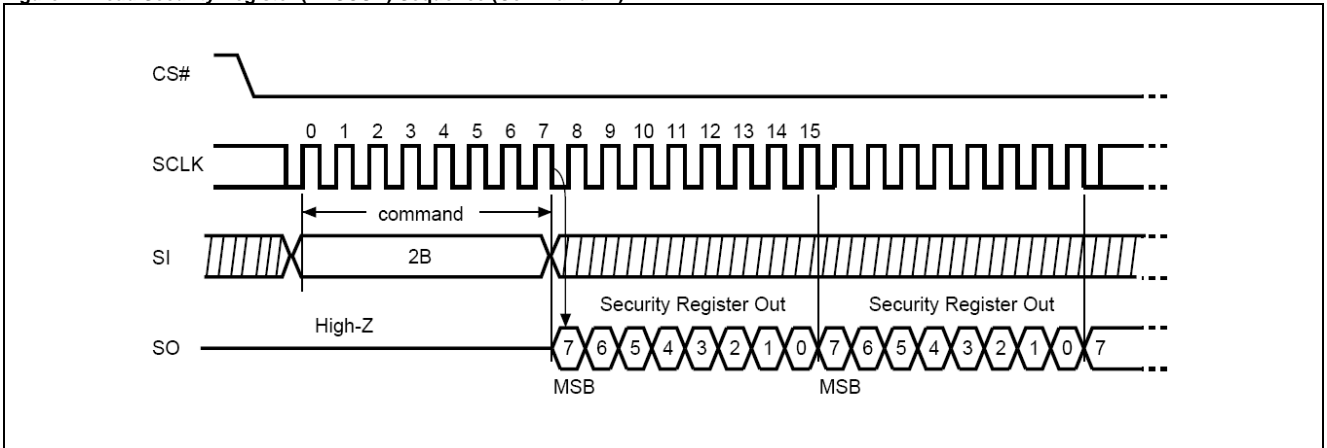 CS#
0 1 2 3 4 5 6 7 8 9 10 11 12 13 14 15
SCLK
command
SI
2B
Security Register Out Security Register Out
High-Z
SO
7 6 5 4 3 2 1 0 7 6 5 4 3 2 1 0 7
MSB MSB